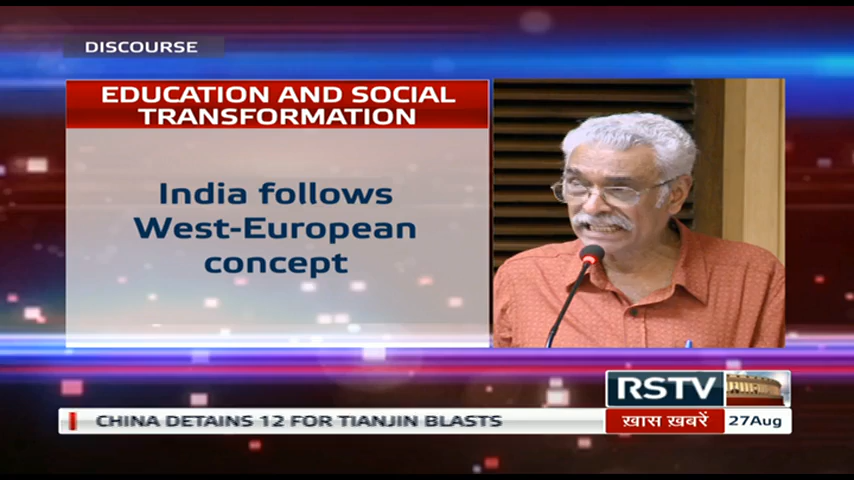 DISCOURSE
EDUCATION AND SOCIAL
TRANSFORMATION
India follows
West-European
concept
RSTV
CHINA DETAINS 12 FOR TIANJIN BLASTS
ख़ास ख़बरें
27Aug